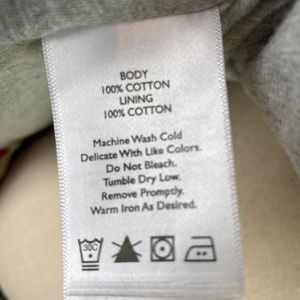 BODY
100% COTTON
LINING
100% COTTON
Machine Wash Cold
Delicate With Like Colors.
Do Not Bleach.
Tumble Dry Low.
Remove Promptly.
Warm Iron As Desired.
30C